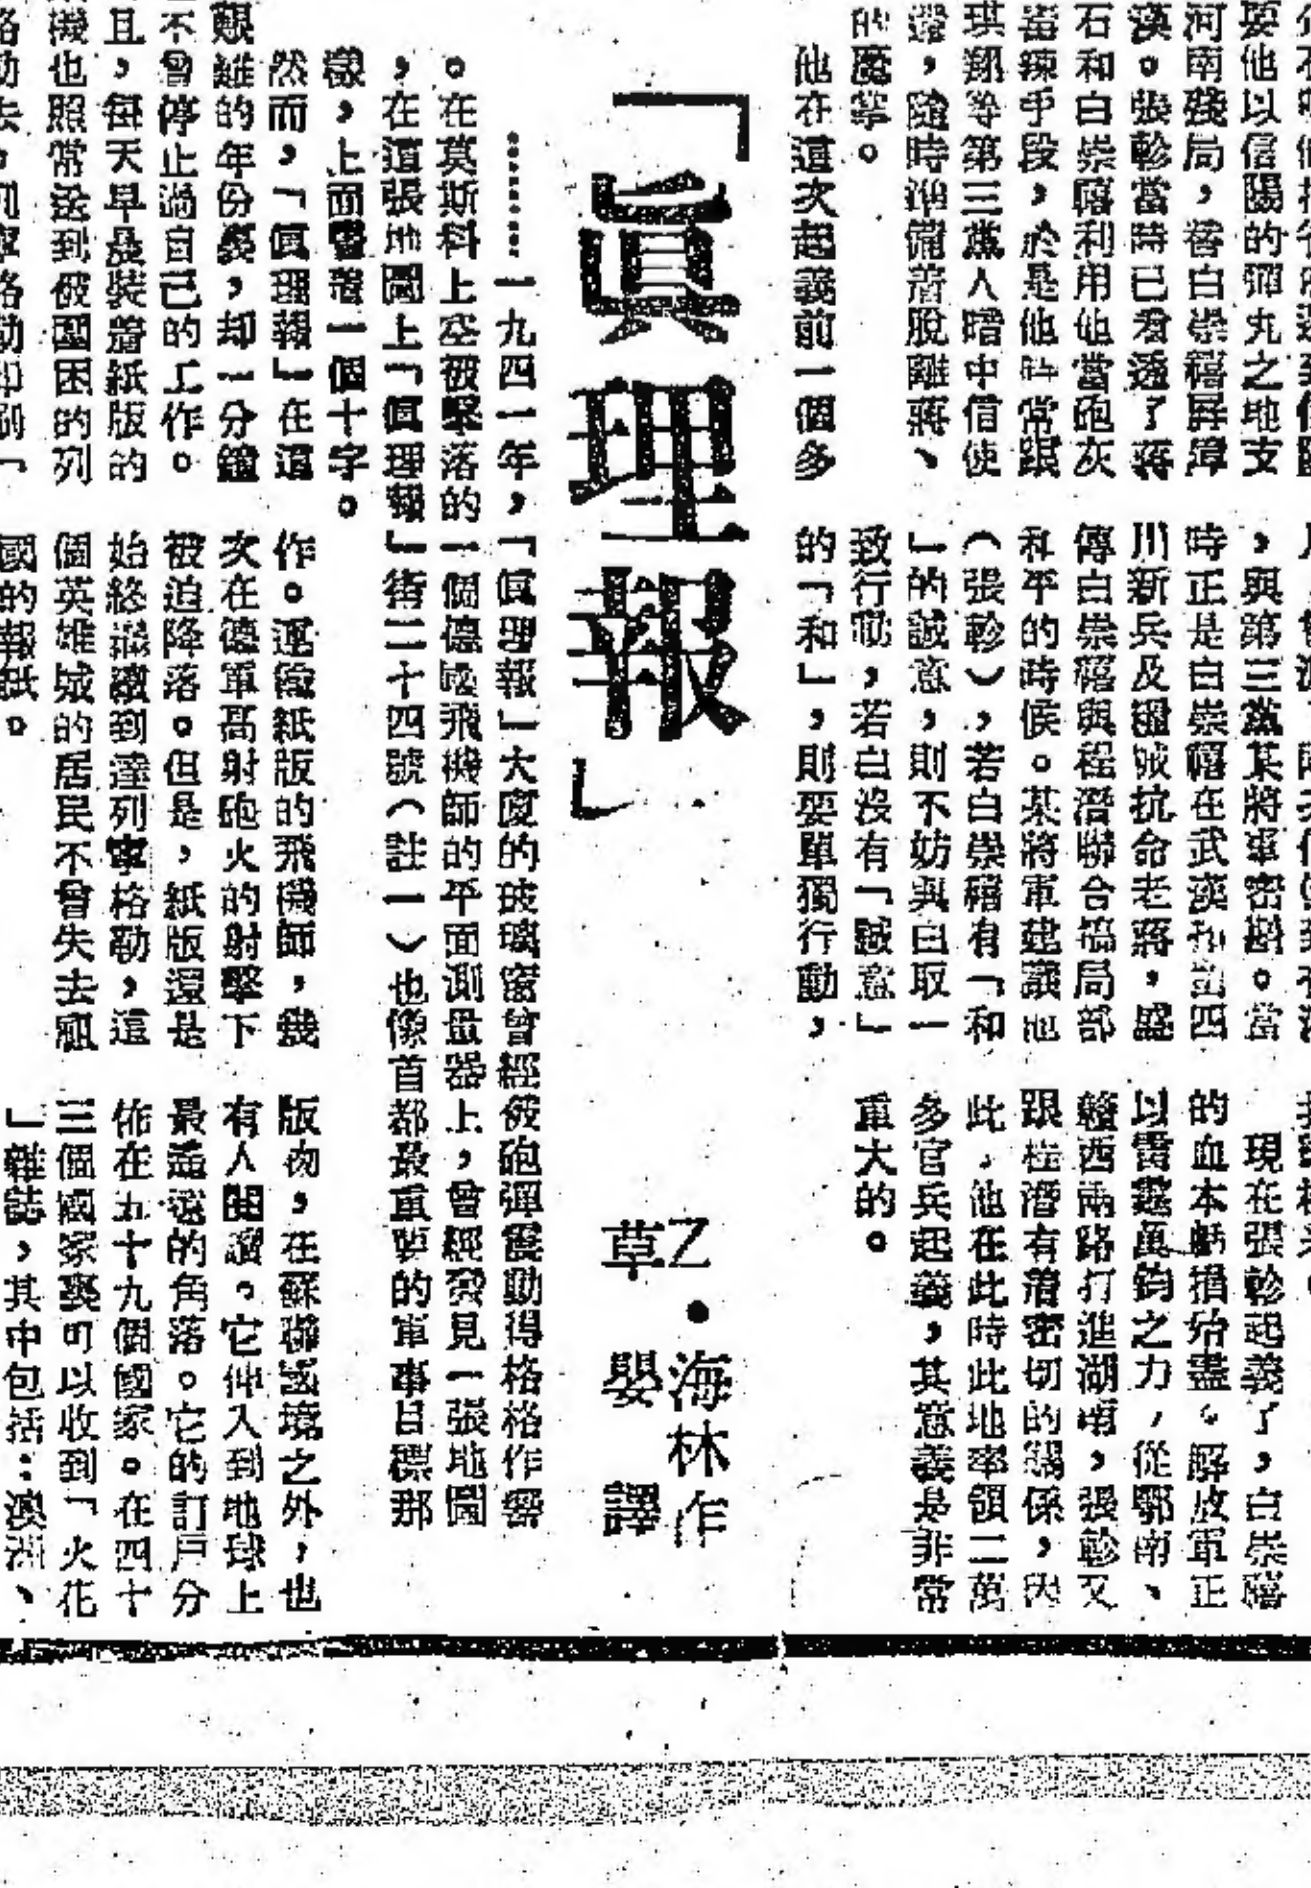 要他以信陽的彈丸之地支
河南殘局，替白崇禧屏障
漢。張軫當時已看透了蔣
石和白崇禧利用他當砲灰
毒辣手段，於是他時常跟
琪翔等第三黨人暗中信使
還，隨時準備着脫離蔣、
的魔掌。
他在這次起義前一個多
，與第三黨某將軍密斟。當
時正是白崇禧在武漢扣留四
川新兵及糧械抗命老蔣，盛
傳白崇禧與程潛聯合搞局部
和平的時候。某將軍建議他
（張軫），若白崇禧有「和
」的誠意，則不妨與白取一
致行動，若白沒有「誠意」
的「和」，則要單獨行動，
現在張軫起義了，白崇禧
的血本虧損殆盡。解放軍正
以雷霆萬鈞之力，從鄂南、
贛西兩路打進湖南，張軫又
跟程潛有着密切的關係，因
此，他在此時此地率領二萬
多官兵起義，其意義是非常
重大的。
「眞理報」
乙・海林作
草嬰譯
………一九四一年，「眞理報」大廈的玻璃窗曾經被砲彈震動得格格作響
。在莫斯科上空被擊落的一個德國飛機師的平面測量器上，曾經發見一張地圖
，在這張地圖上「眞理報」街二十四號（註一）也像首都最重要的軍事目標那
樣，上面畫着一個十字。
然而，「眞理報」在這
艱難的年份裏，却一分鐘
不曾停止過自己的工作。
且，每天早晨裝着紙版的
機也照常送到被圍困的列
格勒去，列寧格勒印刷「
作。運輸紙版的飛機師，幾
次在德軍高射砲火的射擊下
被迫降落。但是，紙版還是
始終繼續到達列寧格勒，這
個英雄城的居民不曾失去祖
國的報紙。
版物，在蘇聯國境之外，也
有人閱讀。它伸入到地球上
最遙遠的角落。它的訂戶分
佈在五十九個國家。在四十
三個國家裏可以收到「火花
」雜誌，其中包括：澳洲、